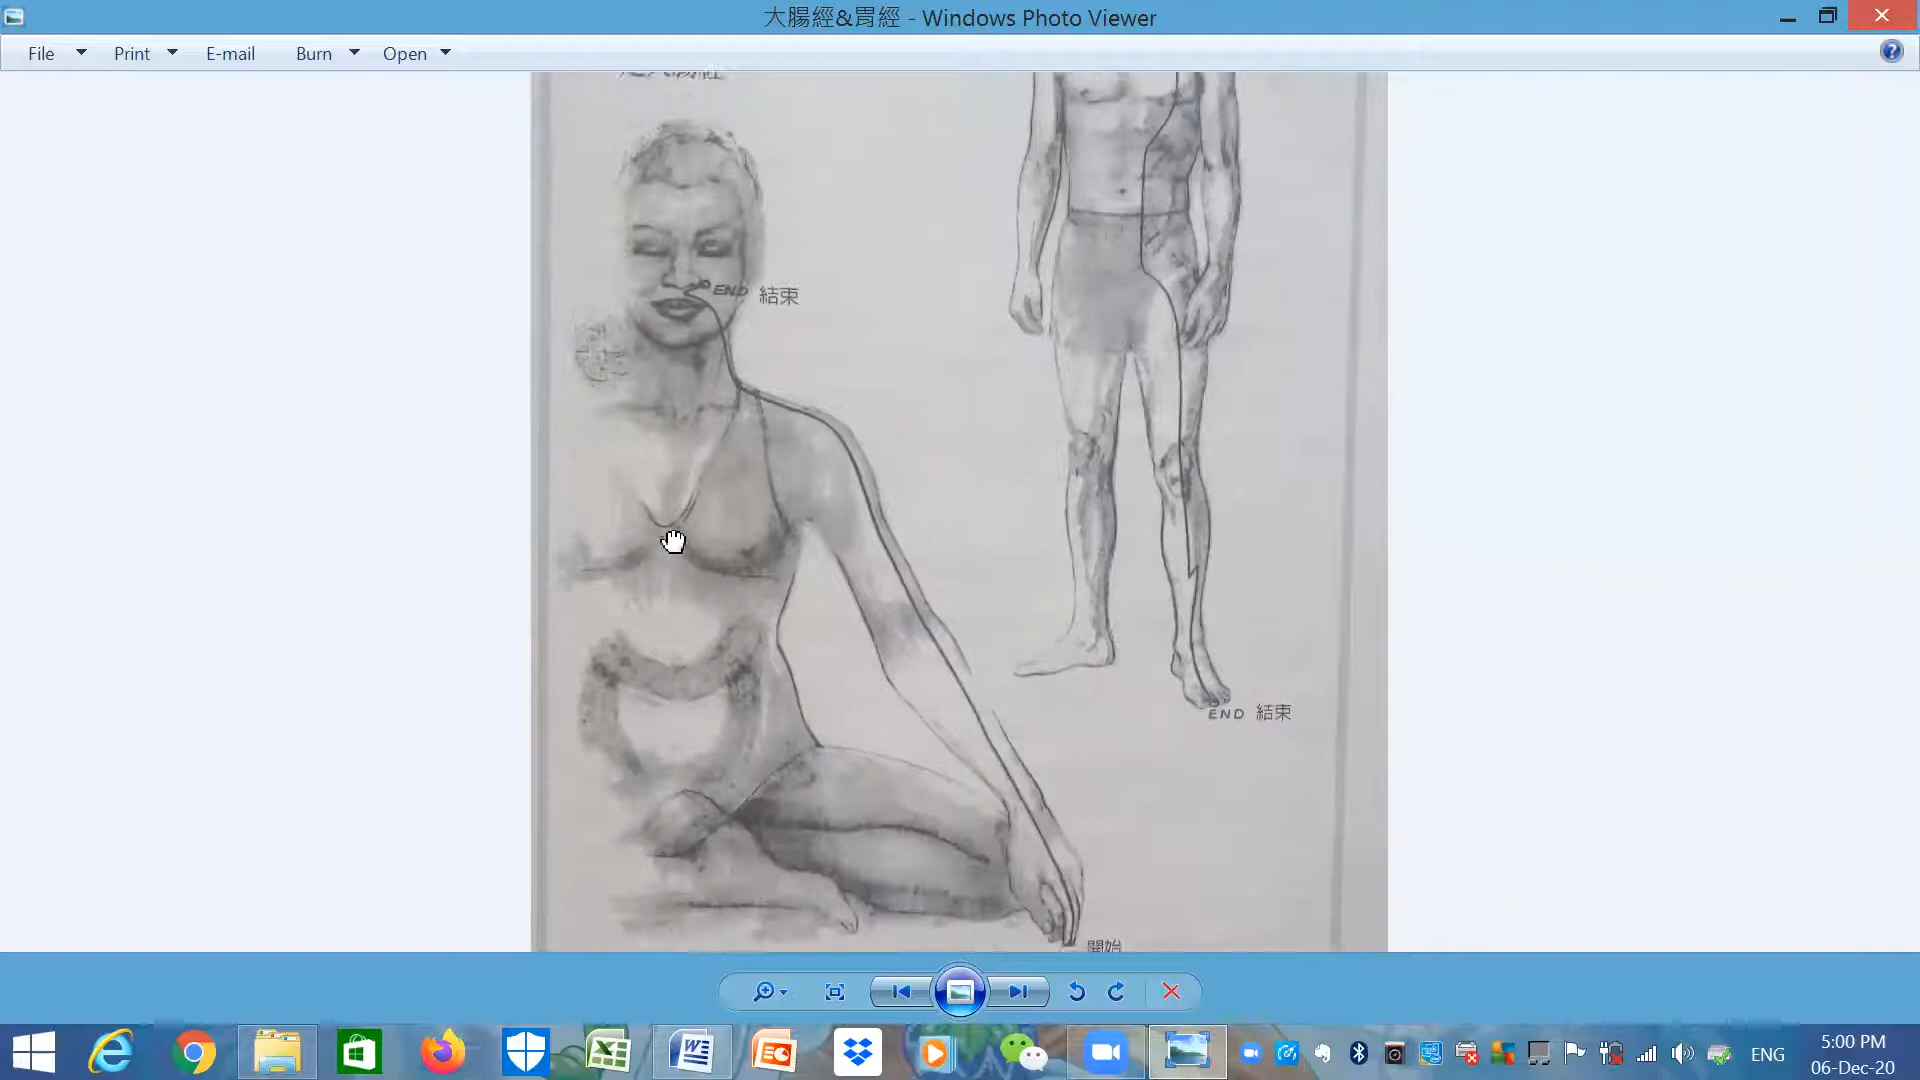 大腸經&胃經 - Windows Photo Viewer
File Print E-mail Burn Open
END 結束
END 結束
開始
ENG
5:00 PM
06-Dec-20